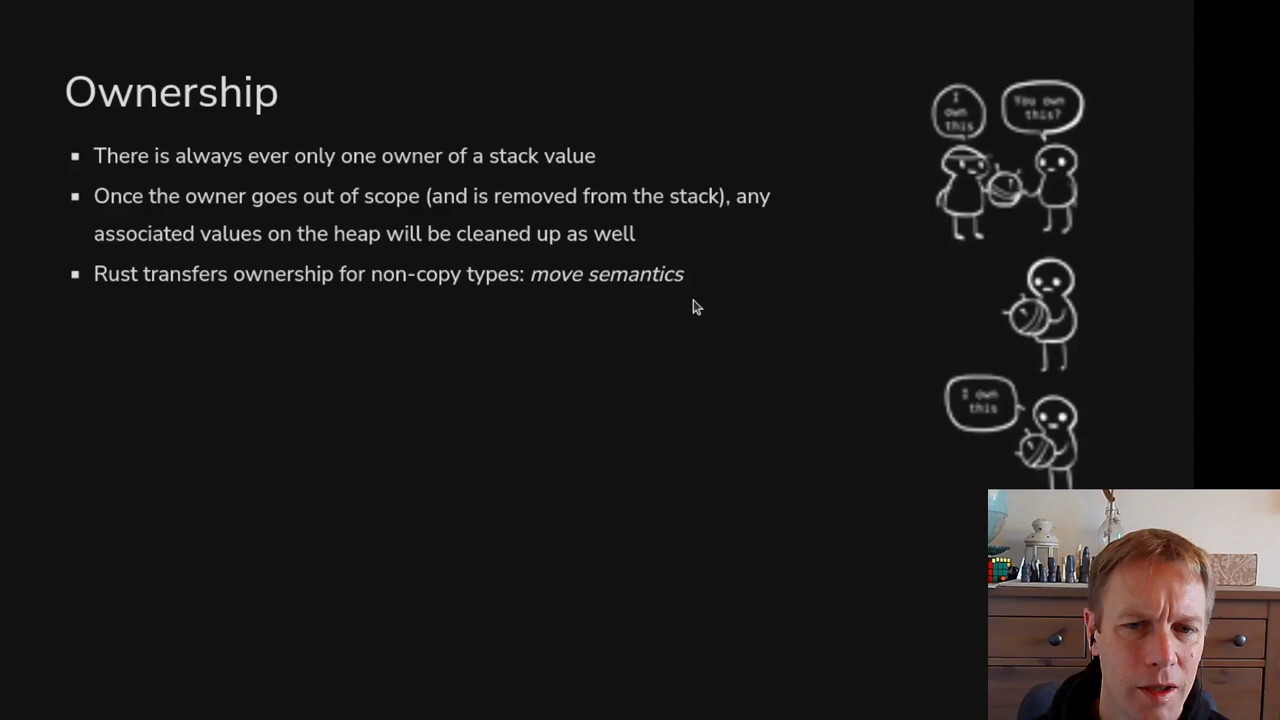 Ownership
There is always ever only one owner of a stack value
Once the owner goes out of scope (and is removed from the stack), any
associated values on the heap will be cleaned up as well
Rust transfers ownership for non-copy types: move semantics
I
own
this
You own
this?
I own
this